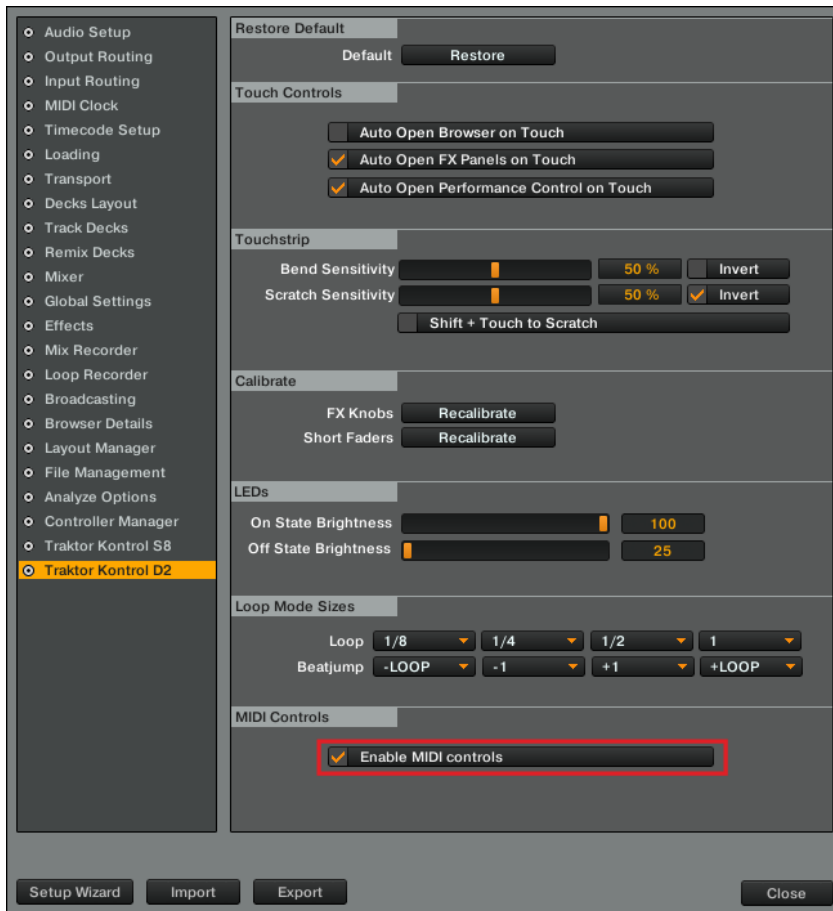 Audio Setup
Output Routing
Input Routing
MIDI Clock
Timecode Setup
Loading
Transport
Decks Layout
Track Decks
Remix Decks
Mixer
Global Settings
Effects
Mix Recorder
Loop Recorder
Broadcasting
Browser Details
Layout Manager
File Management
Analyze Options
Controller Manager
Traktor Kontrol S8
Traktor Kontrol D2
Restore Default
Default Restore
Touch Controls
Auto Open Browser on Touch
Auto Open FX Panels on Touch
Auto Open Performance Control on Touch
Touchstrip
Bend Sensitivity 50 % Invert
Scratch Sensitivity 50 % Invert
Shift + Touch to Scratch
Calibrate
FX Knobs Recalibrate
Short Faders Recalibrate
LEDs
On State Brightness 100
Off State Brightness 25
Loop Mode Sizes
Loop 1/8 1/4 1/2 1
Beatjump -LOOP -1 +1 +LOOP
MIDI Controls
Enable MIDI controls
Setup Wizard Import Export Close